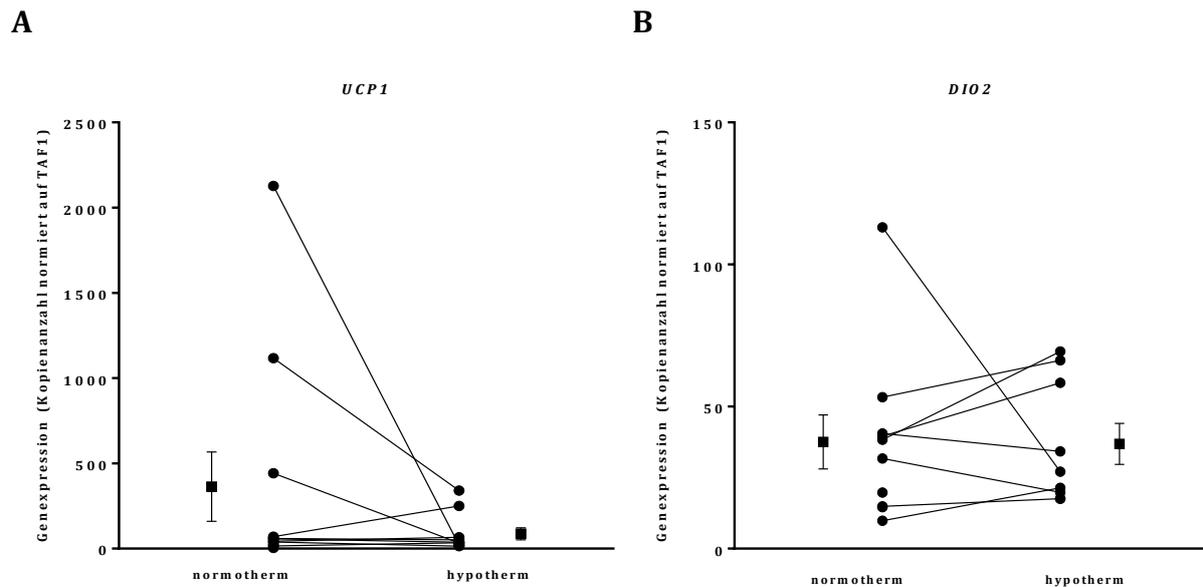 A
B
UCP1
DIO2
Genexpression (Kopienanzahl normiert auf TAF1)
2500
2000
1500
1000
500
0
normotherm
hypotherm
Genexpression (Kopienanzahl normiert auf TAF1)
150
100
50
0
normotherm
hypotherm